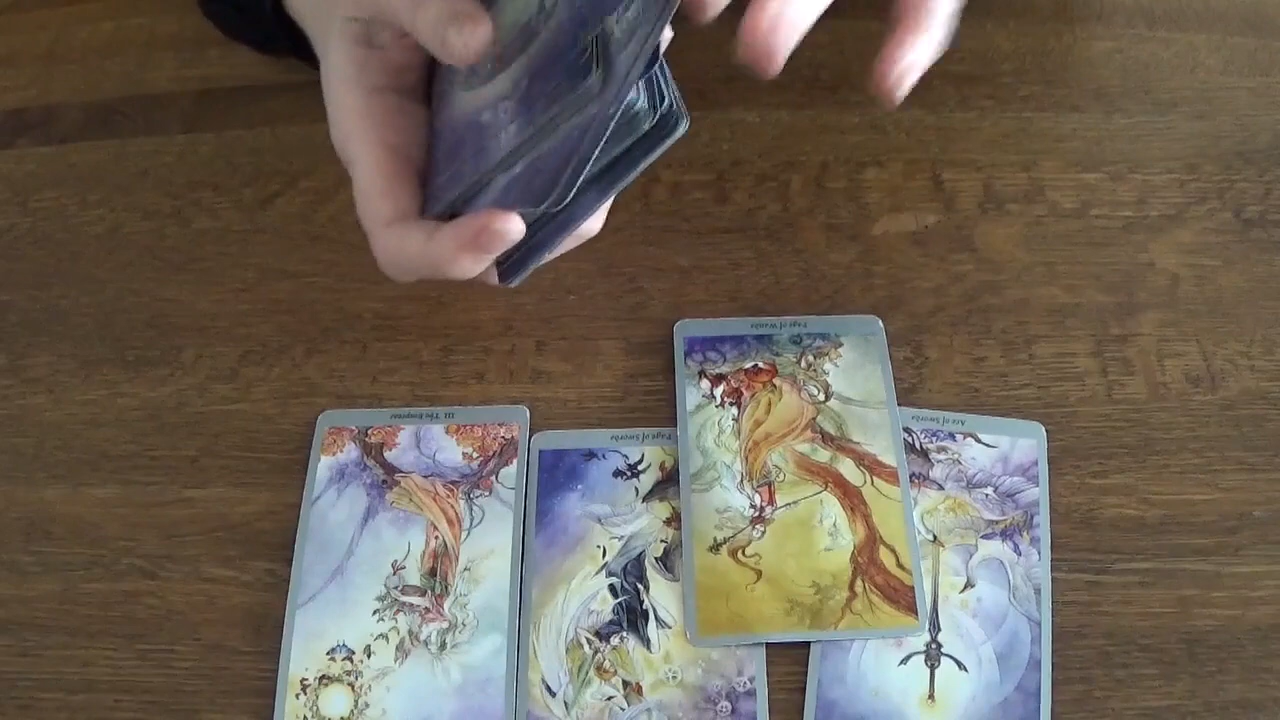 Page of Wands
III The Empress
Ace of Swords
Page of Swords